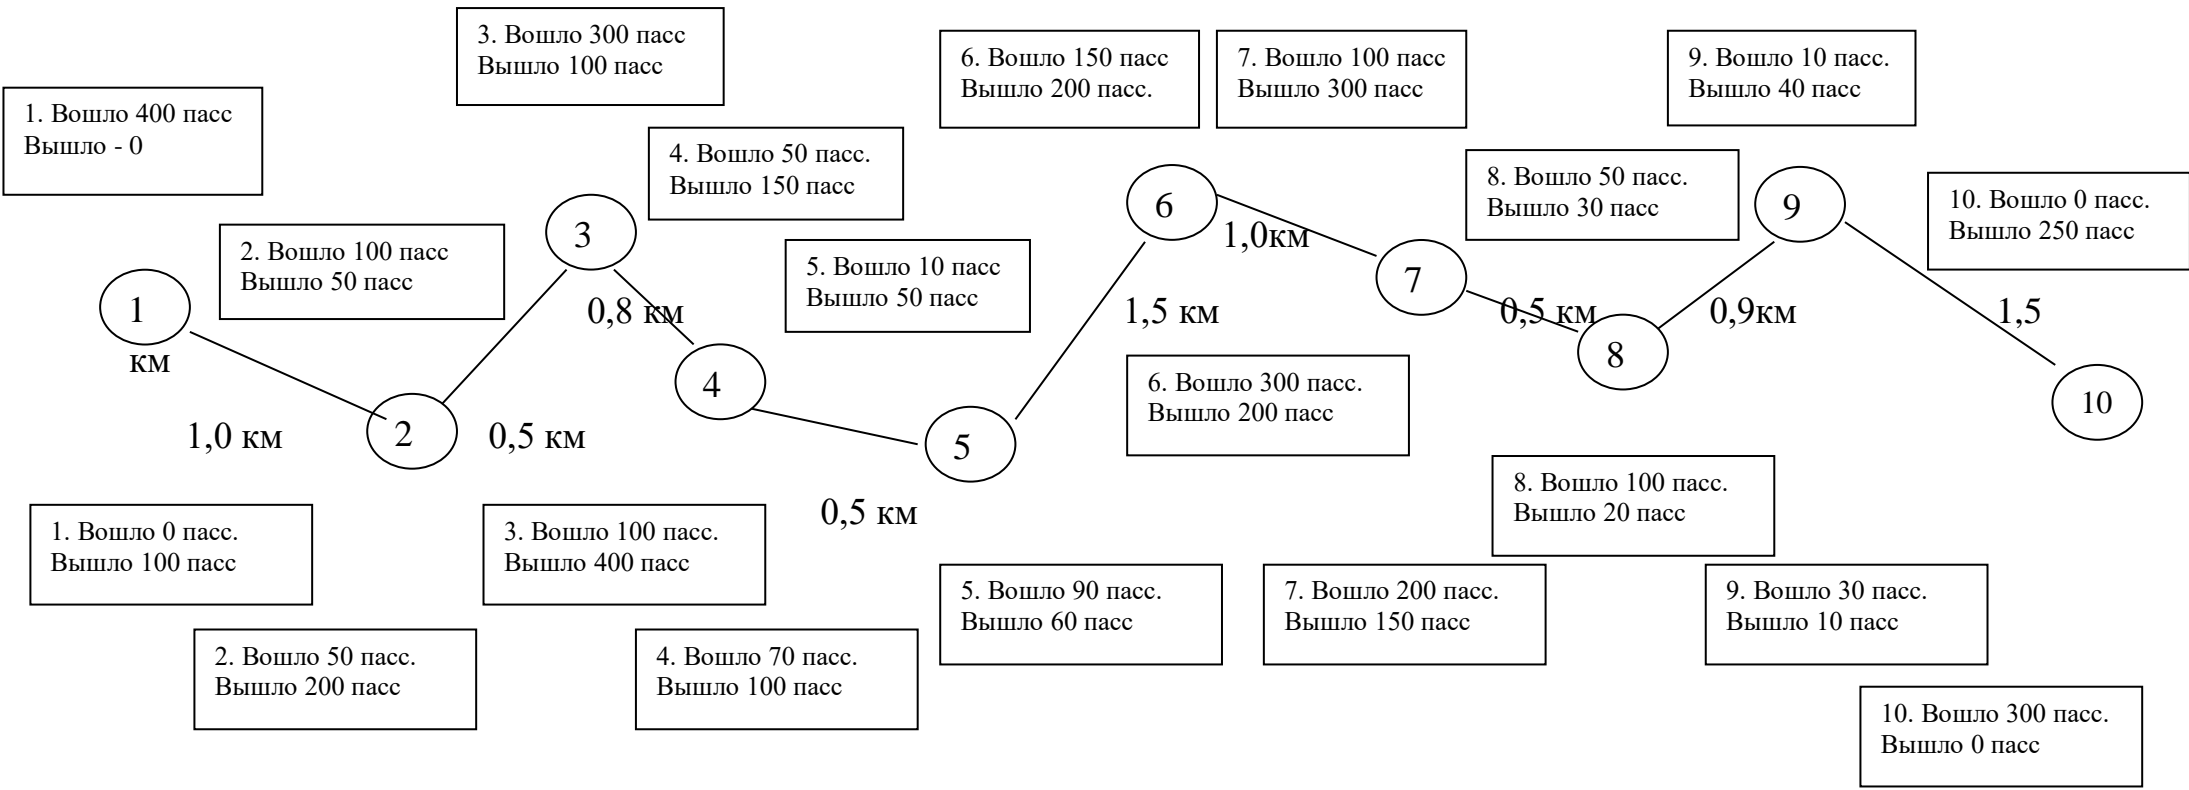 3. Вошло 300 пасс
Вышло 100 пасс
6. Вошло 150 пасс
Вышло 200 пасс.
7. Вошло 100 пасс
Вышло 300 пасс
9. Вошло 10 пасс.
Вышло 40 пасс
1. Вошло 400 пасс
Вышло - 0
4. Вошло 50 пасс.
Вышло 150 пасс
8. Вошло 50 пасс.
Вышло 30 пасс
10. Вошло 0 пасс.
Вышло 250 пасс
2. Вошло 100 пасс
Вышло 50 пасс
5. Вошло 10 пасс
Вышло 50 пасс
3
6
9
1,0км
7
1
0,8 км
1,5 км
0,5 км
0,9км
1,5
км
8
4
2
5
10
6. Вошло 300 пасс.
Вышло 200 пасс
1,0 км
0,5 км
0,5 км
8. Вошло 100 пасс.
Вышло 20 пасс
1. Вошло 0 пасс.
Вышло 100 пасс
3. Вошло 100 пасс.
Вышло 400 пасс
5. Вошло 90 пасс.
Вышло 60 пасс
7. Вошло 200 пасс.
Вышло 150 пасс
9. Вошло 30 пасс.
Вышло 10 пасс
2. Вошло 50 пасс.
Вышло 200 пасс
4. Вошло 70 пасс.
Вышло 100 пасс
10. Вошло 300 пасс.
Вышло 0 пасс